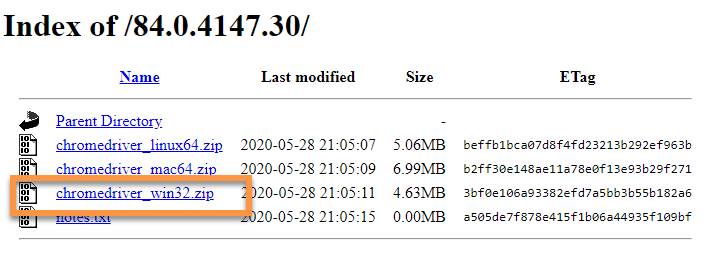 Index of /84.0.4147.30/
Name Last modified Size ETag
Parent Directory -
chromedriver_linux64.zip 2020-05-28 21:05:07 5.06MB beffb1bca07d8f4fd23213b292ef963b
chromedriver_mac64.zip 2020-05-28 21:05:09 6.99MB b2ff30e148ae11a78e0f13e93b29f271
chromedriver_win32.zip 2020-05-28 21:05:11 4.63MB 3bf0e106a93382efd7a5bb3b55b182a6
notes.txt 2020-05-28 21:05:15 0.00MB a505de7f878e415f1b06a44935f109bf